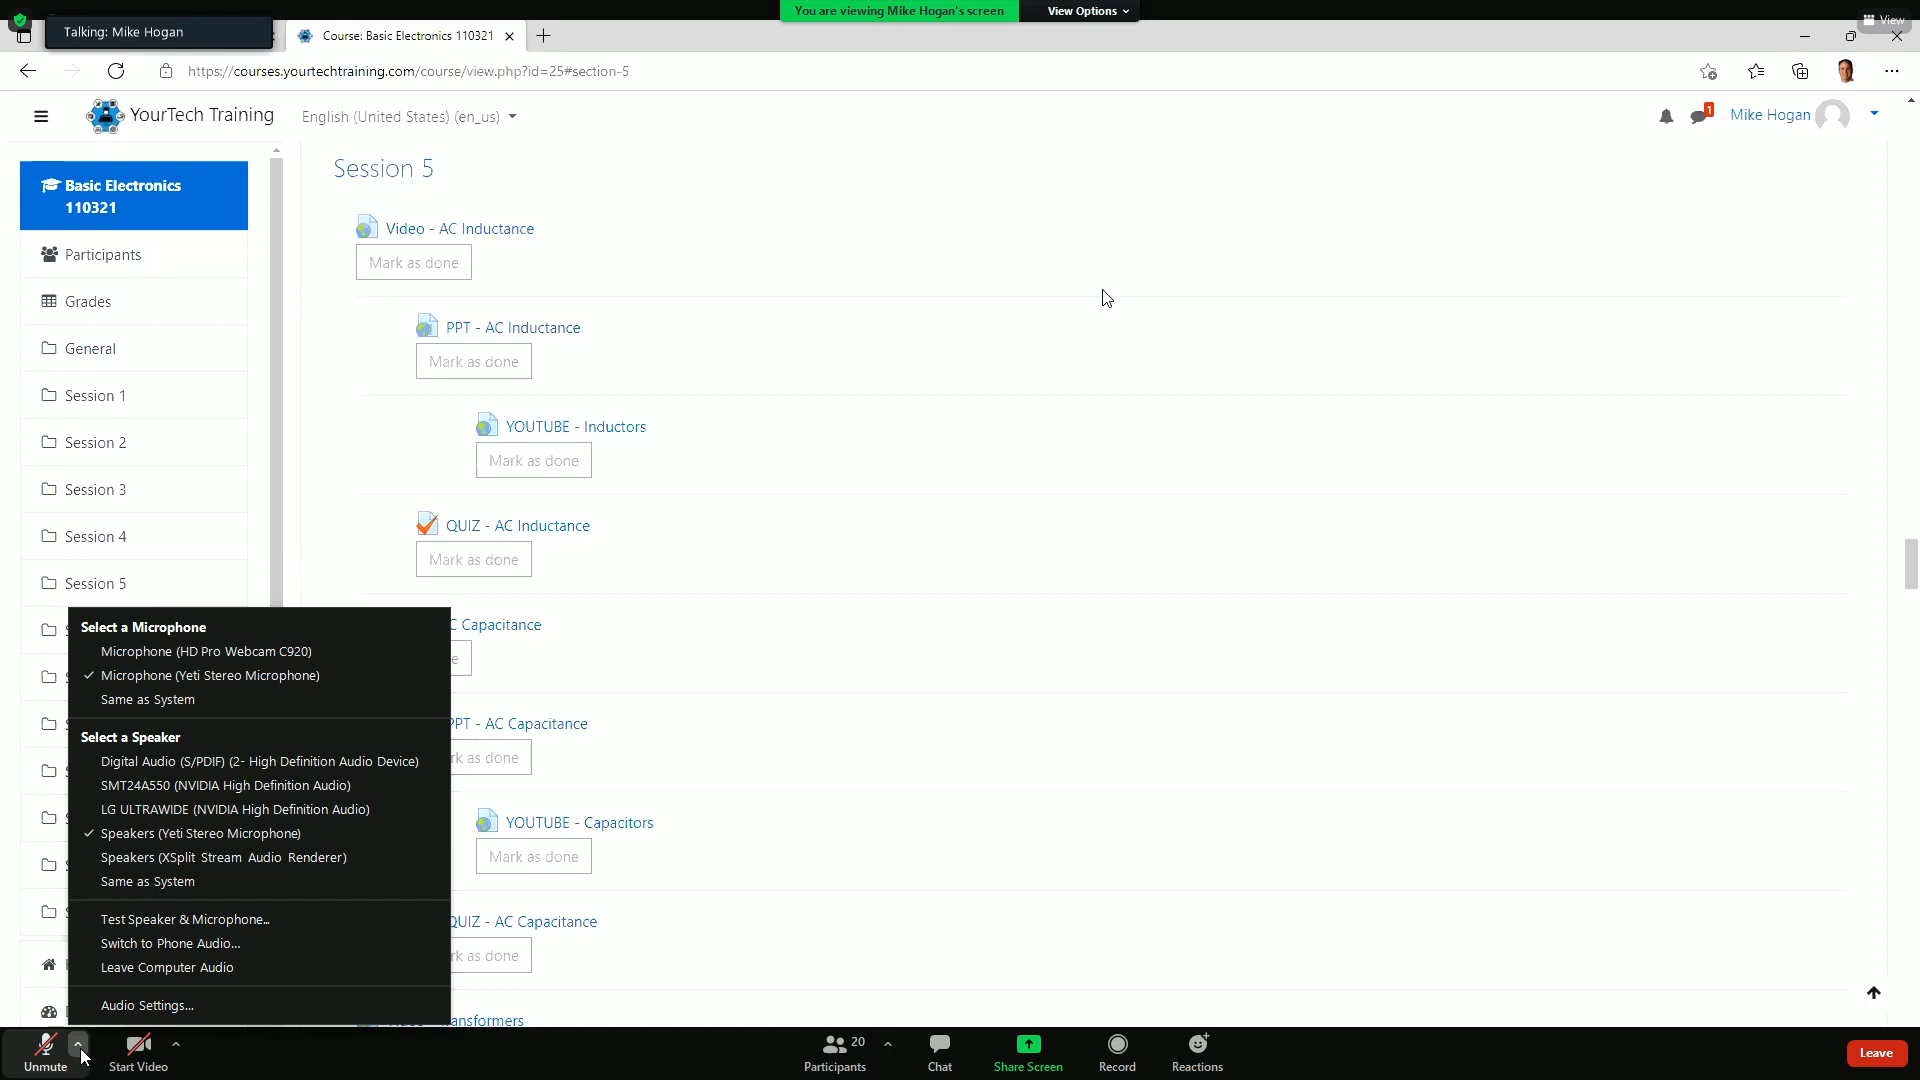 You are viewing Mike Hogan's screen
View Options
View
Talking: Mike Hogan
Course: Basic Electronics 110321
https://courses.yourtechtraining.com/course/view.php?id=25#section-5
YourTech Training
English (United States) (en_us)
1
Mike Hogan
Basic Electronics
110321
Participants
Grades
General
Session 1
Session 2
Session 3
Session 4
Session 5
Session 5
Video - AC Inductance
Mark as done
PPT - AC Inductance
Mark as done
YOUTUBE - Inductors
Mark as done
QUIZ - AC Inductance
Mark as done
C Capacitance
e
PPT - AC Capacitance
rk as done
YOUTUBE - Capacitors
Mark as done
QUIZ - AC Capacitance
rk as done
ansformers
Select a Microphone
Microphone (HD Pro Webcam C920)
Microphone (Yeti Stereo Microphone)
Same as System
Select a Speaker
Digital Audio (S/PDIF) (2- High Definition Audio Device)
SMT24A550 (NVIDIA High Definition Audio)
LG ULTRAWIDE (NVIDIA High Definition Audio)
Speakers (Yeti Stereo Microphone)
Speakers (XSplit Stream Audio Renderer)
Same as System
Test Speaker & Microphone...
Switch to Phone Audio...
Leave Computer Audio
Audio Settings...
Unmute
Start Video
20
Participants
Chat
Share Screen
Record
Reactions
Leave